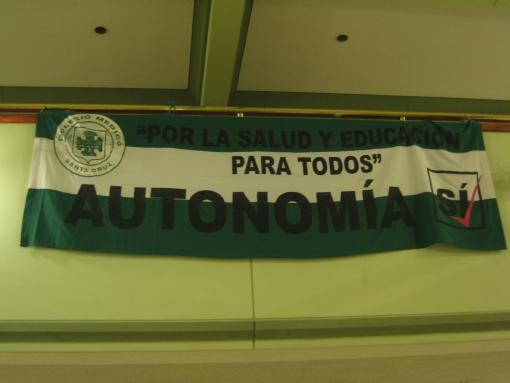 COLEGIO MEDICO
SANTA CRUZ
"POR LA SALUD Y EDUCACIÓN
PARA TODOS"
AUTONOMÍA
SÍ